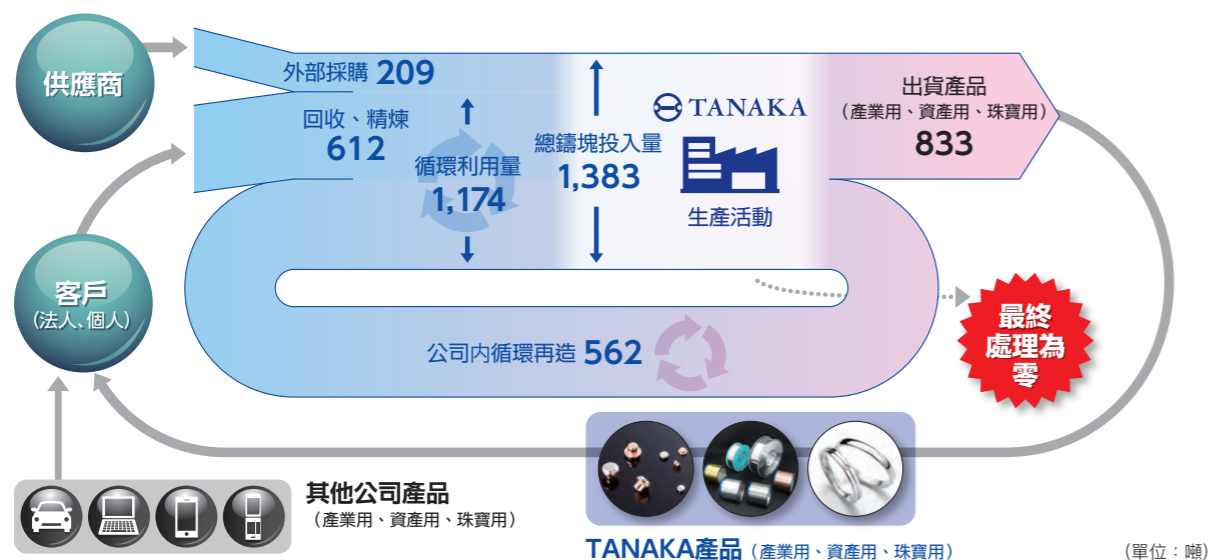 供應商
外部採購 209
回收、精煉
612
循環利用量
1,174
總鑄塊投入量
1,383
TANAKA
生產活動
出貨產品
（產業用、資產用、珠寶用）
833
客戶
（法人、個人）
公司內循環再造 562
最終
處理為
零
其他公司產品
（產業用、資產用、珠寶用）
TANAKA產品（產業用、資產用、珠寶用）
(單位：噸)